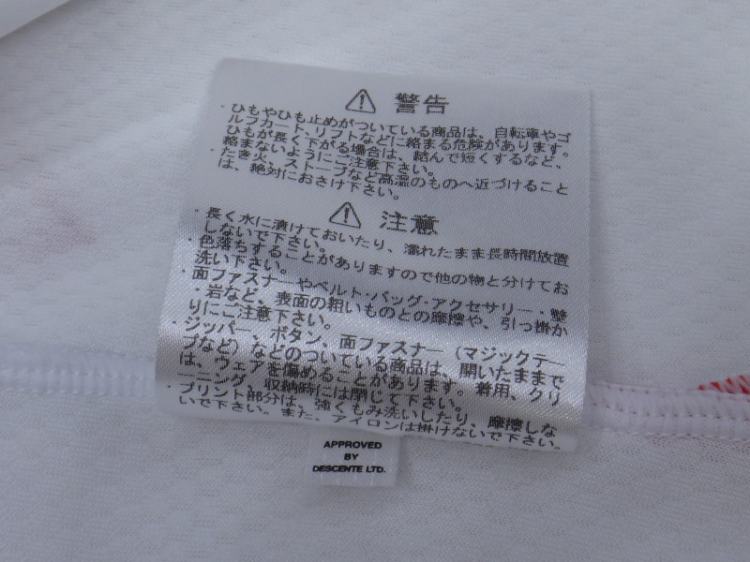 ⚠ 警告
・ひもやひも止めがついている商品は、自転車やゴ
ルフカート、リフトなどに絡まる危険があります。
ひもが長く下がる場合は、結んで短くするなど、
絡まないようにご注意下さい。
・たき火、ストーブなど高温のものへ近づけること
は、絶対におさけ下さい。
⚠ 注意
・長く水に漬けておいたり、濡れたまま長時間放置
しないで下さい。
・色落ちすることがありますので他の物と分けてお
洗い下さい。
・面ファスナーやベルト・バッグ・アクセサリー・壁
・岩など、表面の粗いものとの摩擦や、引っ掛か
りにご注意下さい。
・ジッパー、ボタン、面ファスナー（マジックテー
プなど）などのついている商品は、開いたままで
は、ウェアを傷めることがあります。着用、クリ
ーニング、収納時には閉じて下さい。
・プリント部分は、強くもみ洗いしたり、摩擦しな
いで下さい。また、アイロンは掛けないで下さい。
APPROVED
BY
DESCENTE LTD.